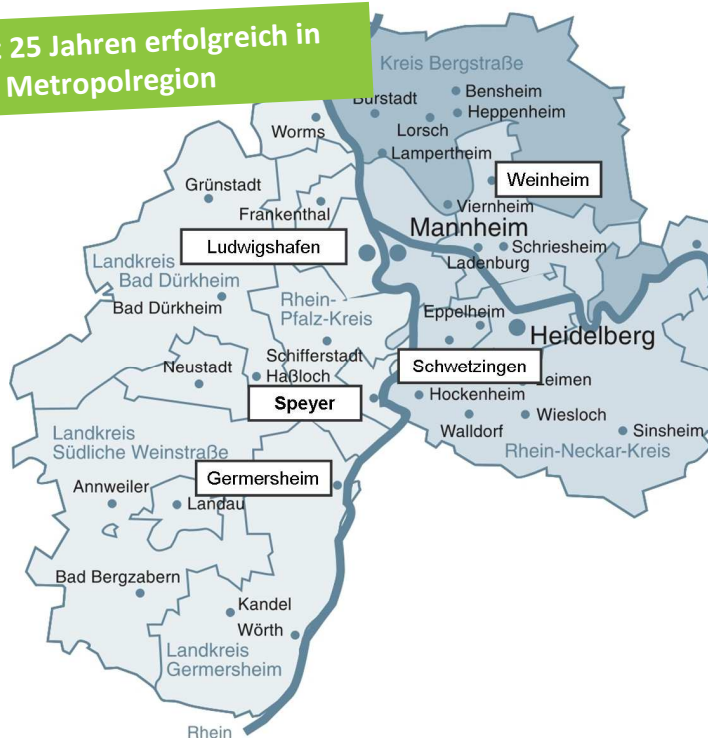 25 Jahren erfolgreich in
Metropolregion
Kreis Bergstraße
Bensheim
Bürstadt
Heppenheim
Worms
Lorsch
Lampertheim
Weinheim
Grünstadt
Viernheim
Frankenthal
Mannheim
Ludwigshafen
Schriesheim
Ladenburg
Landkreis
Bad Dürkheim
Rhein-
Pfalz-Kreis
Bad Dürkheim
Eppelheim
Heidelberg
Schifferstadt
Neustadt
Haßloch
Schwetzingen
Leimen
Speyer
Hockenheim
Wiesloch
Walldorf
Sinsheim
Landkreis
Südliche Weinstraße
Rhein-Neckar-Kreis
Germersheim
Annweiler
Landau
Bad Bergzabern
Kandel
Wörth
Landkreis
Germersheim
Rhein